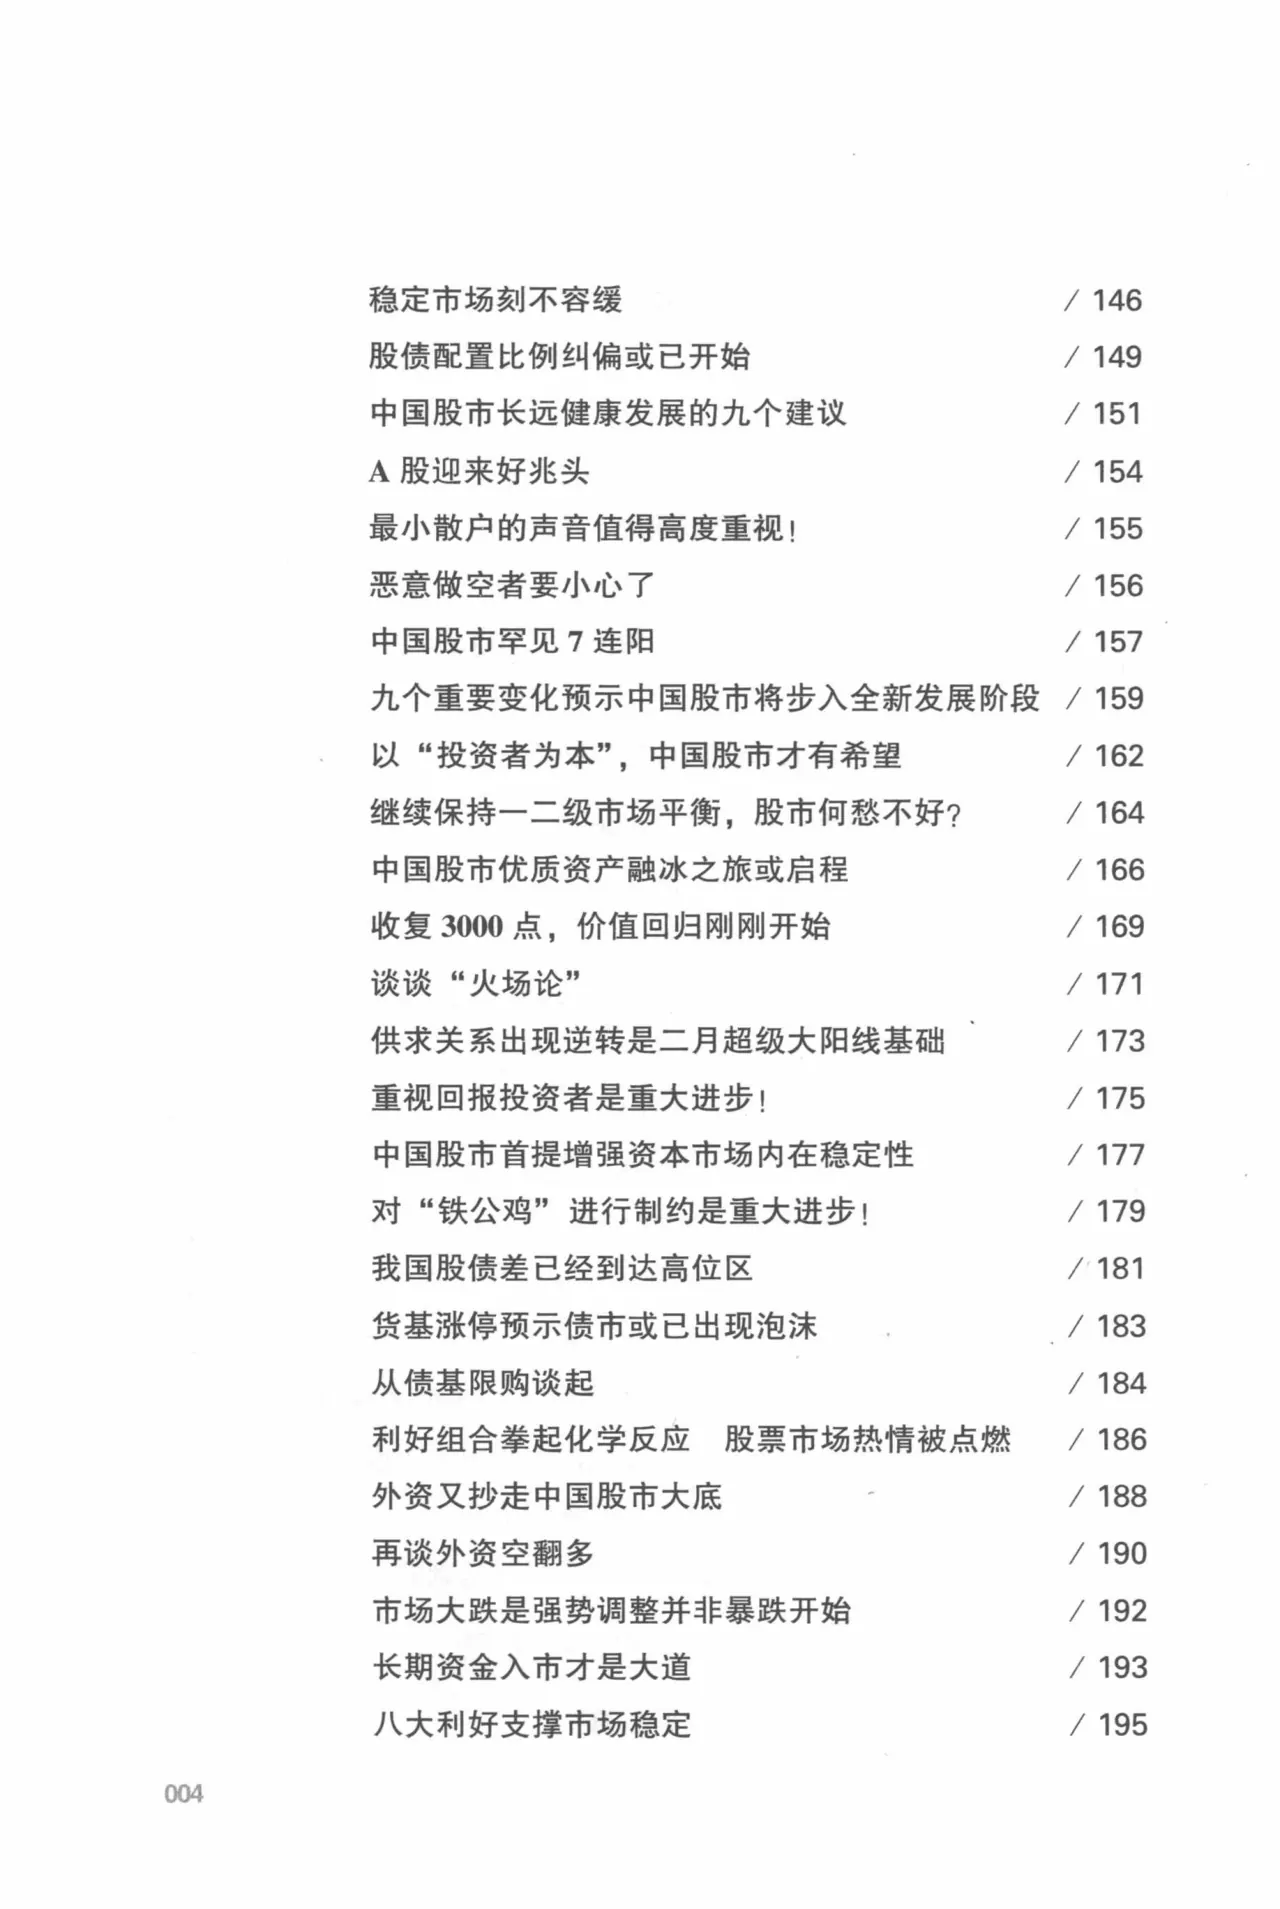 稳定市场刻不容缓 / 146
股债配置比例纠偏或已开始 / 149
中国股市长远健康发展的九个建议 / 151
A 股迎来好兆头 / 154
最小散户的声音值得高度重视！ / 155
恶意做空者要小心了 / 156
中国股市罕见 7 连阳 / 157
九个重要变化预示中国股市将步入全新发展阶段 / 159
以“投资者为本”，中国股市才有希望 / 162
继续保持一二级市场平衡，股市何愁不好？ / 164
中国股市优质资产融冰之旅或启程 / 166
收复 3000 点，价值回归刚刚开始 / 169
谈谈“火场论” / 171
供求关系出现逆转是二月超级大阳线基础 / 173
重视回报投资者是重大进步！ / 175
中国股市首提增强资本市场内在稳定性 / 177
对“铁公鸡”进行制约是重大进步！ / 179
我国股债差已经到达高位区 / 181
货基涨停预示债市或已出现泡沫 / 183
从债基限购谈起 / 184
利好组合拳起化学反应　股票市场热情被点燃 / 186
外资又抄走中国股市大底 / 188
再谈外资空翻多 / 190
市场大跌是强势调整并非暴跌开始 / 192
长期资金入市才是大道 / 193
八大利好支撑市场稳定 / 195
004